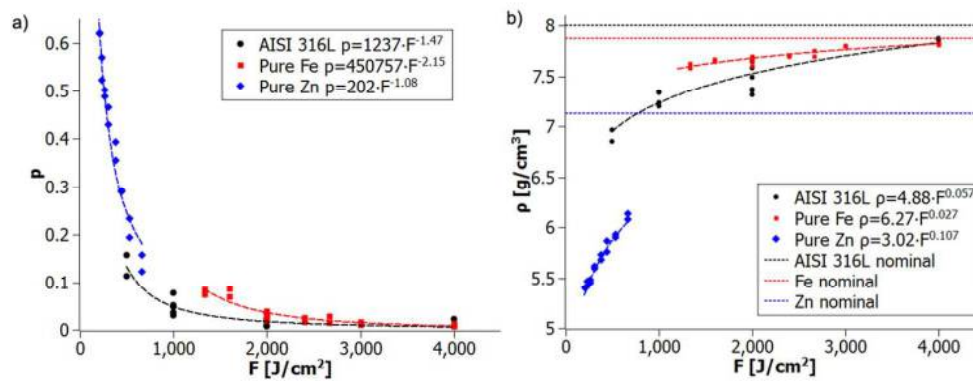 a)
0.6
0.5
0.4
0.3
0.2
0.1
0
p
AISI 316L p=1237·F^-1.47
Pure Fe p=450757·F^-2.15
Pure Zn p=202·F^-1.08
0 1,000 2,000 3,000 4,000
F [J/cm²]
b)
8
7.5
7
6.5
6
5.5
5
ρ [g/cm³]
AISI 316L ρ=4.88·F^0.057
Pure Fe ρ=6.27·F^0.027
Pure Zn ρ=3.02·F^0.107
AISI 316L nominal
Fe nominal
Zn nominal
0 1,000 2,000 3,000 4,000
F [J/cm²]